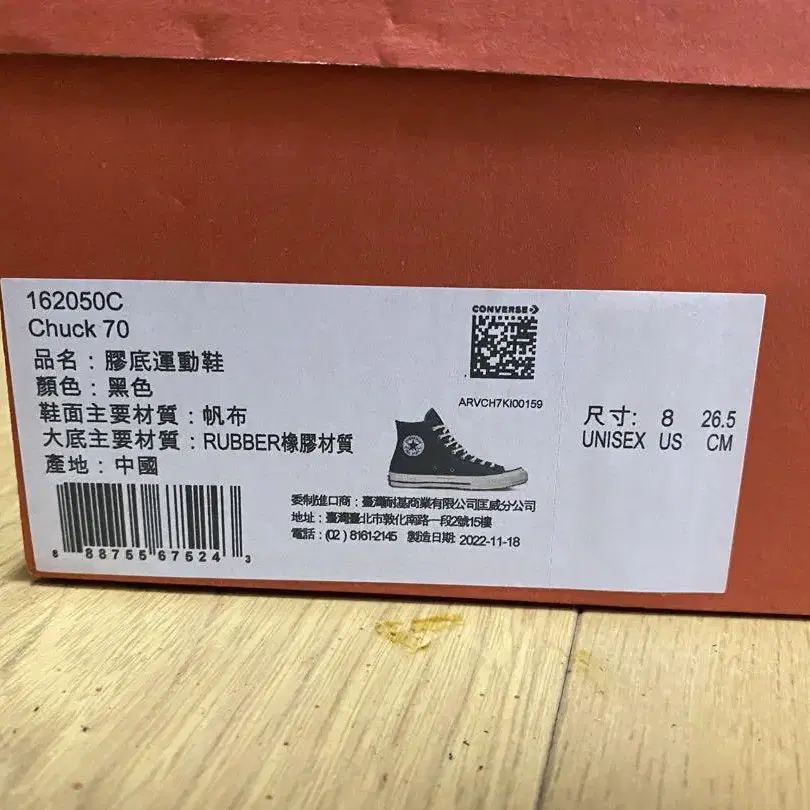 162050C
Chuck 70
品名：膠底運動鞋
顏色：黑色
鞋面主要材質：帆布
大底主要材質：RUBBER橡膠材質
產地：中國
8 88755 67524 3
CONVERSE
ARVCH7KI00159
委制進口商：臺灣耐基商業有限公司匡威分公司
地址：臺灣臺北市敦化南路一段2號15樓
電話：(02) 8161-2145 製造日期: 2022-11-18
尺寸: 8 26.5
UNISEX US CM